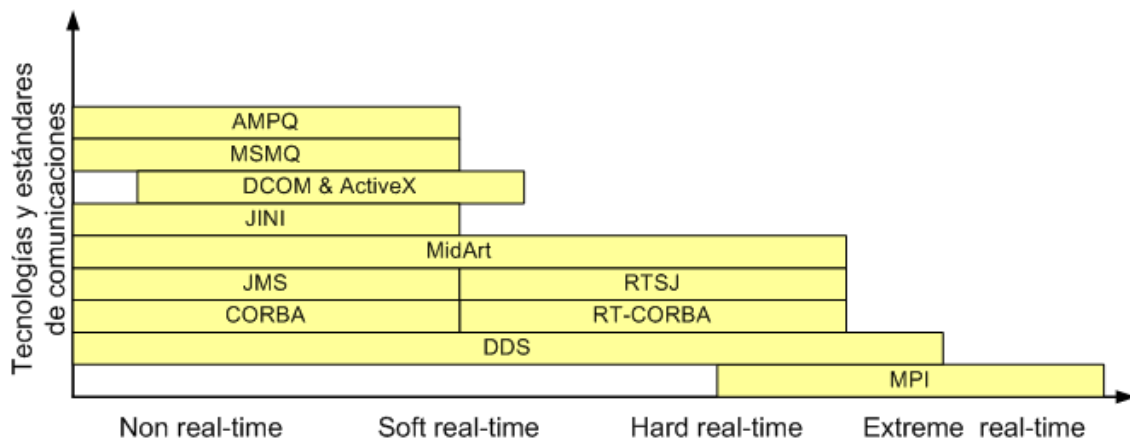 Tecnologías y estándares
de comunicaciones
AMPQ
MSMQ
DCOM & ActiveX
JINI
MidArt
JMS RTSJ
CORBA RT-CORBA
DDS
MPI
Non real-time Soft real-time Hard real-time Extreme real-time